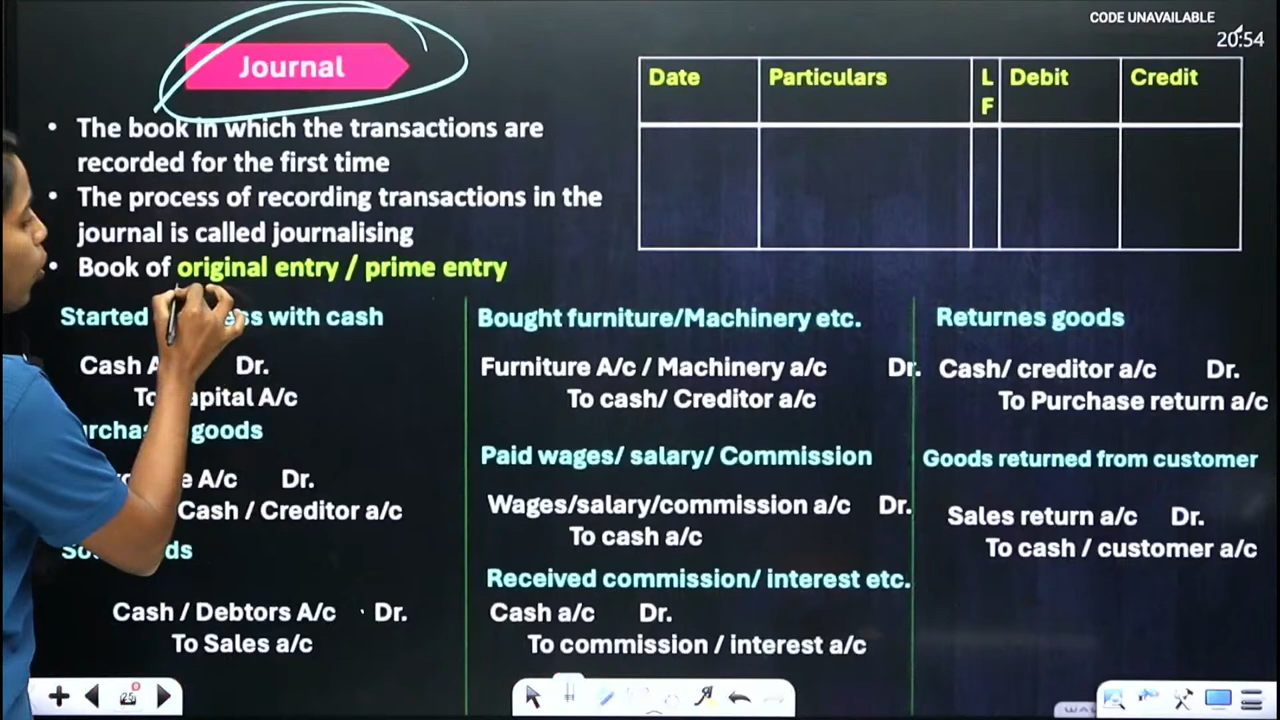 CODE UNAVAILABLE
20:54
Journal
• The book in which the transactions are
recorded for the first time
• The process of recording transactions in the
journal is called journalising
• Book of original entry / prime entry
Date Particulars L F Debit Credit
Started with cash
Cash A Dr.
To apital A/c
goods
A/c Dr.
Cash / Creditor a/c
Cash / Debtors A/c Dr.
To Sales a/c
Bought furniture/Machinery etc.
Furniture A/c / Machinery a/c Dr.
To cash/ Creditor a/c
Paid wages/ salary/ Commission
Wages/salary/commission a/c Dr.
To cash a/c
Received commission/ interest etc.
Cash a/c Dr.
To commission / interest a/c
Returnes goods
Cash/ creditor a/c Dr.
To Purchase return a/c
Goods returned from customer
Sales return a/c Dr.
To cash / customer a/c